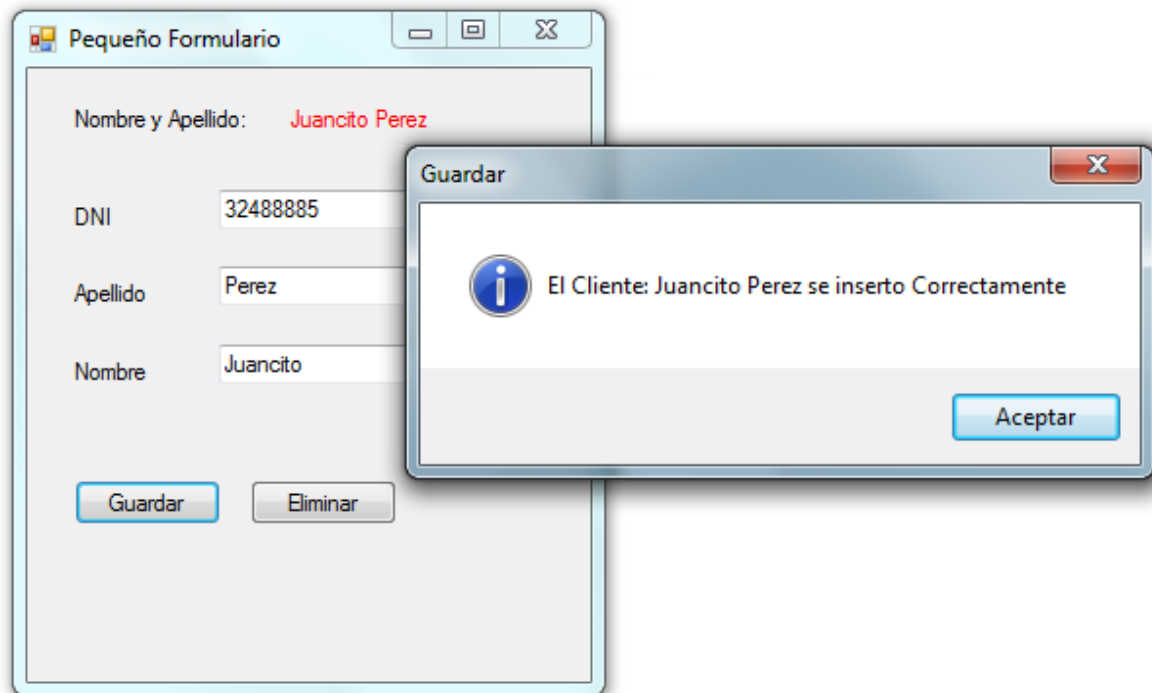 Pequeño Formulario
Nombre y Apellido: Juancito Perez
DNI 32488885
Apellido Perez
Nombre Juancito
Guardar Eliminar
Guardar
El Cliente: Juancito Perez se inserto Correctamente
Aceptar